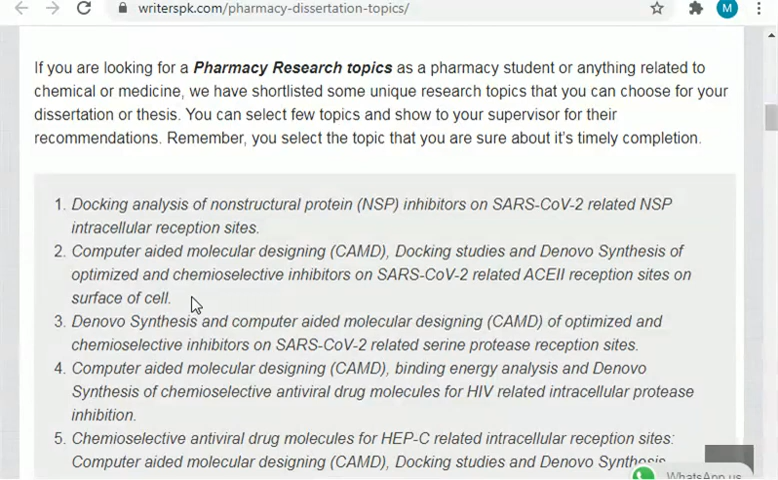 writerspk.com/pharmacy-dissertation-topics/
M
If you are looking for a Pharmacy Research topics as a pharmacy student or anything related to
chemical or medicine, we have shortlisted some unique research topics that you can choose for your
dissertation or thesis. You can select few topics and show to your supervisor for their
recommendations. Remember, you select the topic that you are sure about it's timely completion.
1. Docking analysis of nonstructural protein (NSP) inhibitors on SARS-CoV-2 related NSP
intracellular reception sites.
2. Computer aided molecular designing (CAMD), Docking studies and Denovo Synthesis of
optimized and chemioselective inhibitors on SARS-CoV-2 related ACEII reception sites on
surface of cell.
3. Denovo Synthesis and computer aided molecular designing (CAMD) of optimized and
chemioselective inhibitors on SARS-CoV-2 related serine protease reception sites.
4. Computer aided molecular designing (CAMD), binding energy analysis and Denovo
Synthesis of chemioselective antiviral drug molecules for HIV related intracellular protease
inhibition.
5. Chemioselective antiviral drug molecules for HEP-C related intracellular reception sites:
Computer aided molecular designing (CAMD), Docking studies and Denovo Synthesis
WhatsApp us